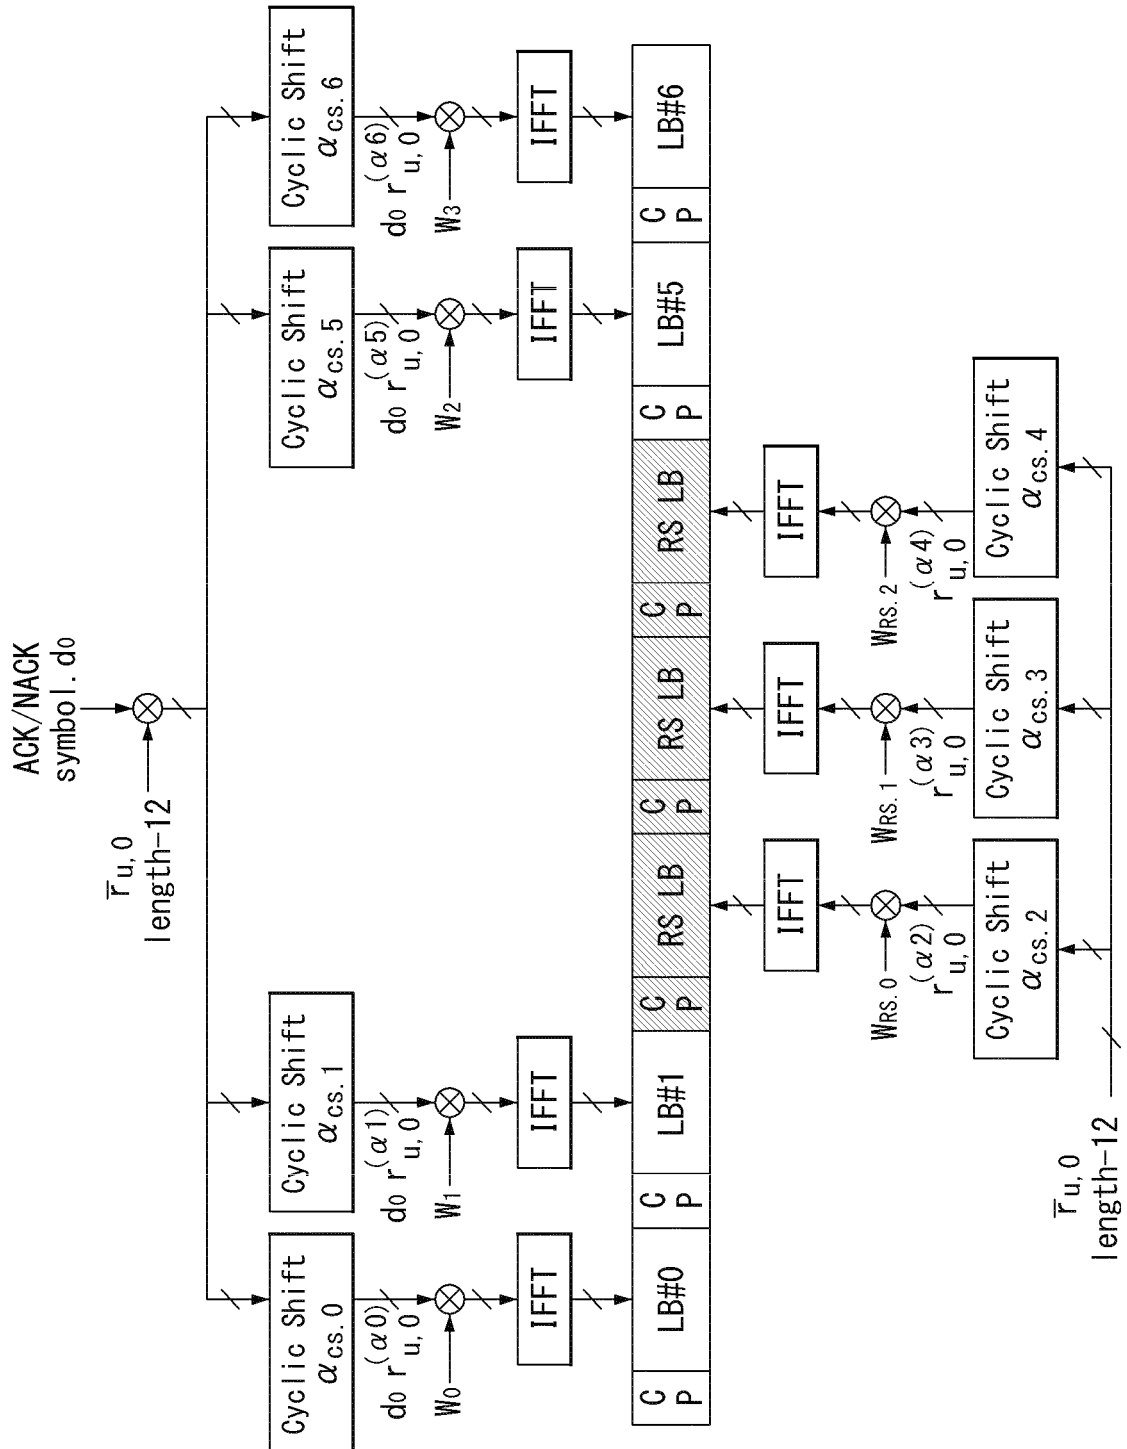 ACK/NACK
symbol. d0
r̅u,0
length-12
Cyclic Shift
αcs.0
Cyclic Shift
αcs.1
Cyclic Shift
αcs.5
Cyclic Shift
αcs.6
d0 r(α0)u,0
d0 r(α1)u,0
d0 r(α5)u,0
d0 r(α6)u,0
W0
W1
W2
W3
IFFT
IFFT
IFFT
IFFT
CP
LB#0
CP
LB#1
CP
RS LB
CP
RS LB
CP
RS LB
CP
LB#5
CP
LB#6
IFFT
IFFT
IFFT
WRS.0
WRS.1
WRS.2
r(α2)u,0
r(α3)u,0
r(α4)u,0
Cyclic Shift
αcs.2
Cyclic Shift
αcs.3
Cyclic Shift
αcs.4
r̅u,0
length-12